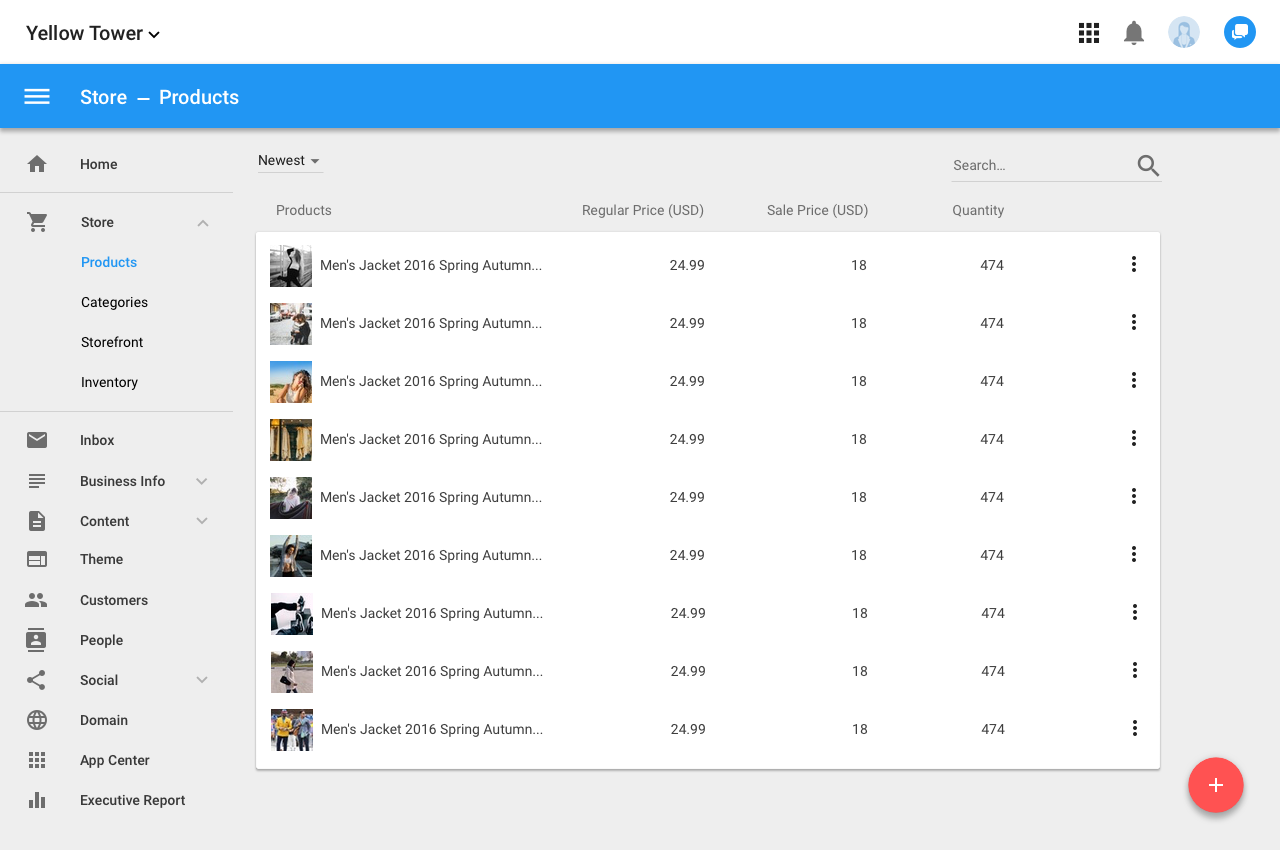 Yellow Tower
Store – Products
Home
Store
Products
Categories
Storefront
Inventory
Inbox
Business Info
Content
Theme
Customers
People
Social
Domain
App Center
Executive Report
Newest
Search...
Products Regular Price (USD) Sale Price (USD) Quantity
Men's Jacket 2016 Spring Autumn... 24.99 18 474
Men's Jacket 2016 Spring Autumn... 24.99 18 474
Men's Jacket 2016 Spring Autumn... 24.99 18 474
Men's Jacket 2016 Spring Autumn... 24.99 18 474
Men's Jacket 2016 Spring Autumn... 24.99 18 474
Men's Jacket 2016 Spring Autumn... 24.99 18 474
Men's Jacket 2016 Spring Autumn... 24.99 18 474
Men's Jacket 2016 Spring Autumn... 24.99 18 474
Men's Jacket 2016 Spring Autumn... 24.99 18 474